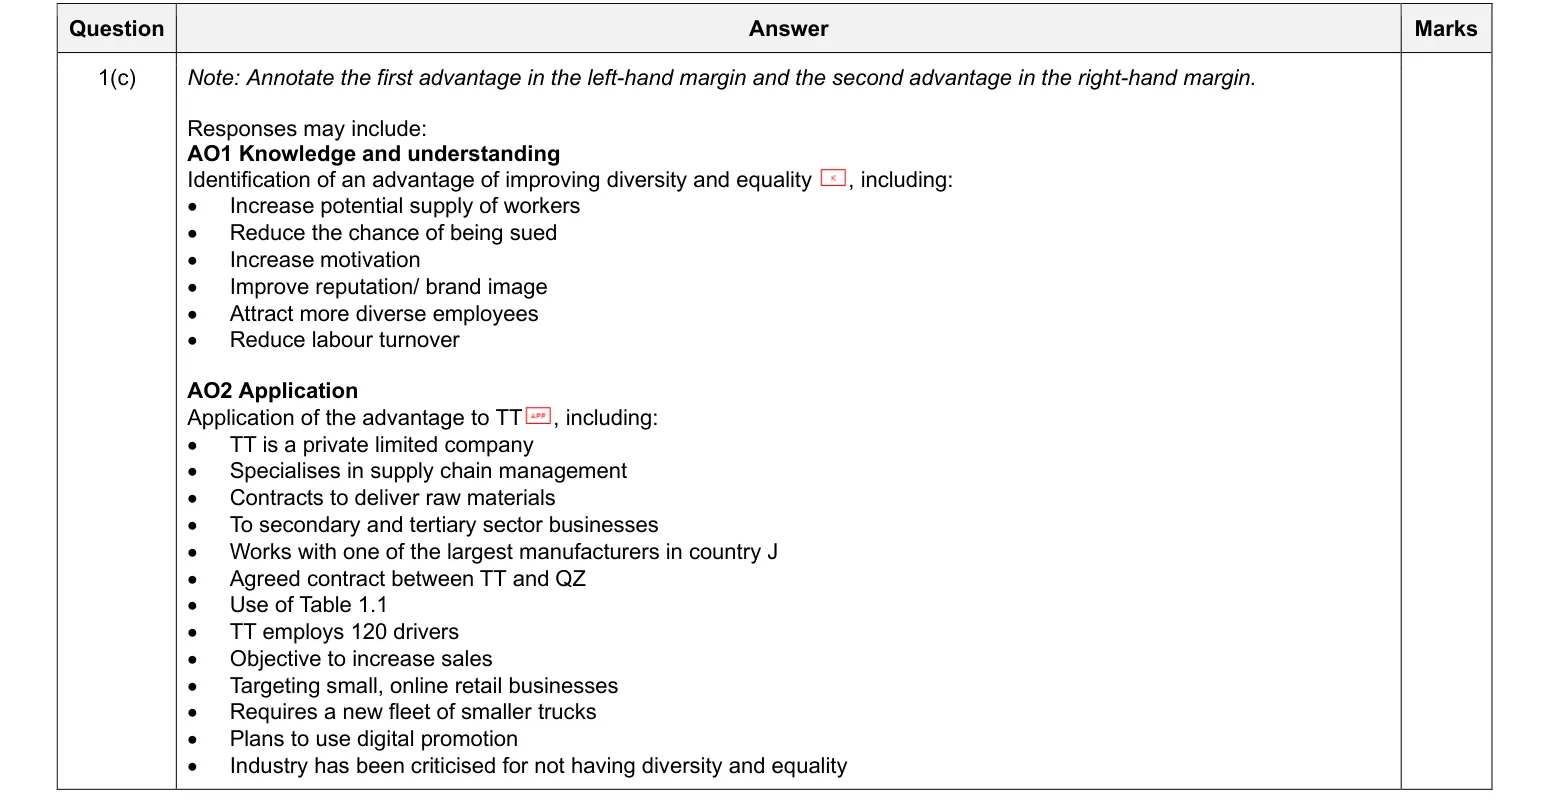 Question Answer Marks
1(c) Note: Annotate the first advantage in the left-hand margin and the second advantage in the right-hand margin.
Responses may include:
AO1 Knowledge and understanding
Identification of an advantage of improving diversity and equality K , including:
• Increase potential supply of workers
• Reduce the chance of being sued
• Increase motivation
• Improve reputation/ brand image
• Attract more diverse employees
• Reduce labour turnover
AO2 Application
Application of the advantage to TT APP , including:
• TT is a private limited company
• Specialises in supply chain management
• Contracts to deliver raw materials
• To secondary and tertiary sector businesses
• Works with one of the largest manufacturers in country J
• Agreed contract between TT and QZ
• Use of Table 1.1
• TT employs 120 drivers
• Objective to increase sales
• Targeting small, online retail businesses
• Requires a new fleet of smaller trucks
• Plans to use digital promotion
• Industry has been criticised for not having diversity and equality